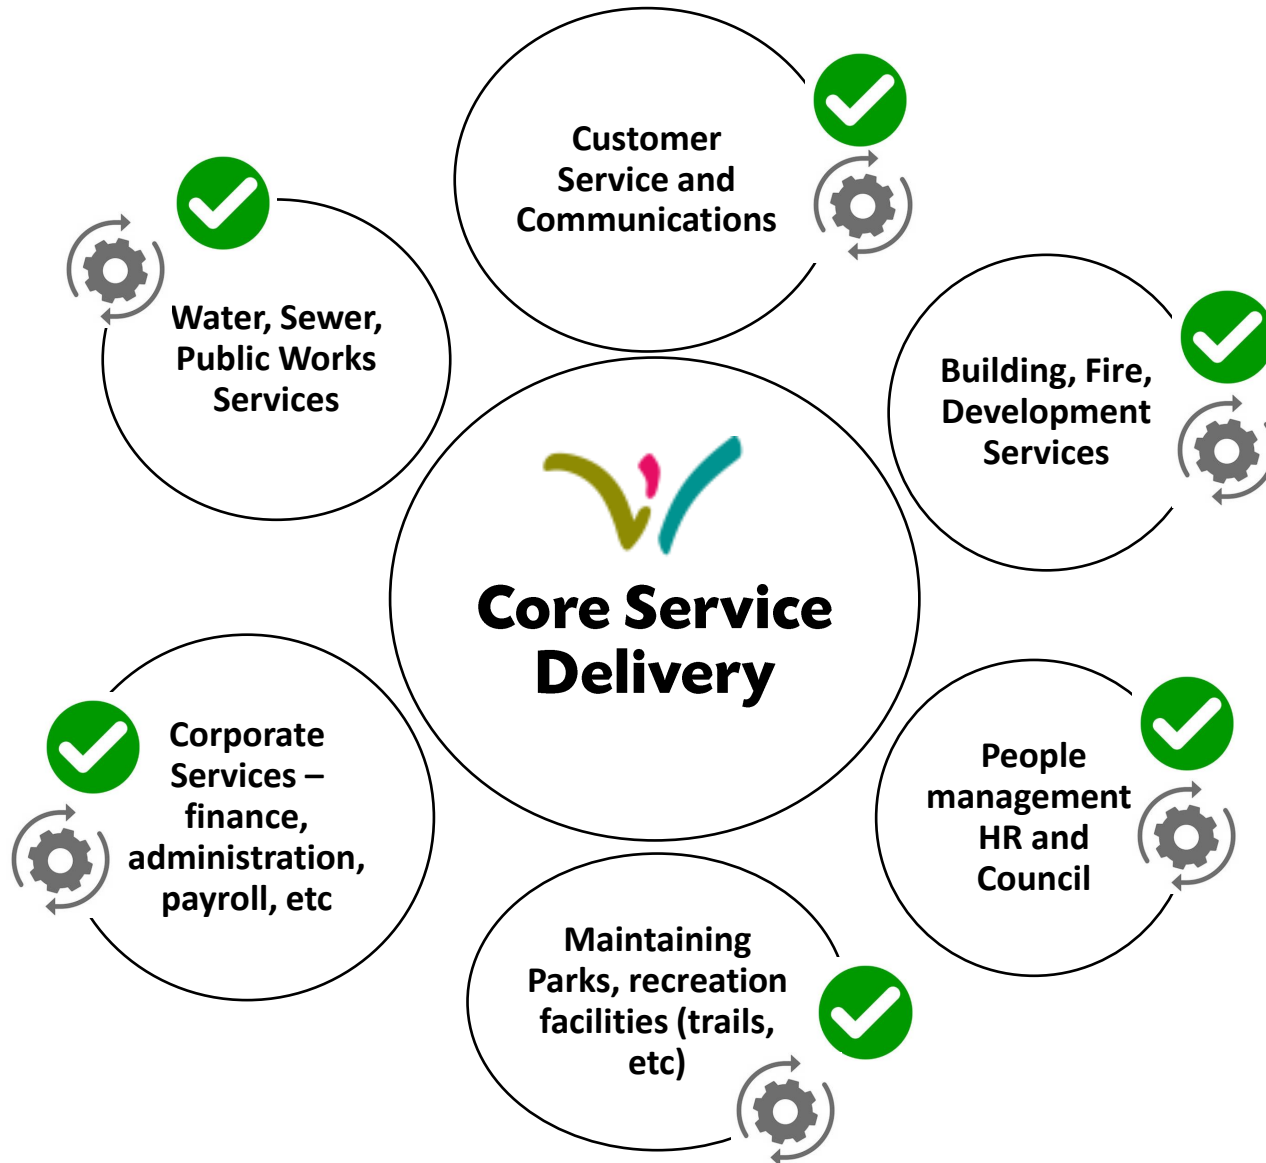 Customer
Service and
Communications
Water, Sewer,
Public Works
Services
Building, Fire,
Development
Services
Core Service
Delivery
Corporate
Services –
finance,
administration,
payroll, etc
People
management
HR and
Council
Maintaining
Parks, recreation
facilities (trails,
etc)